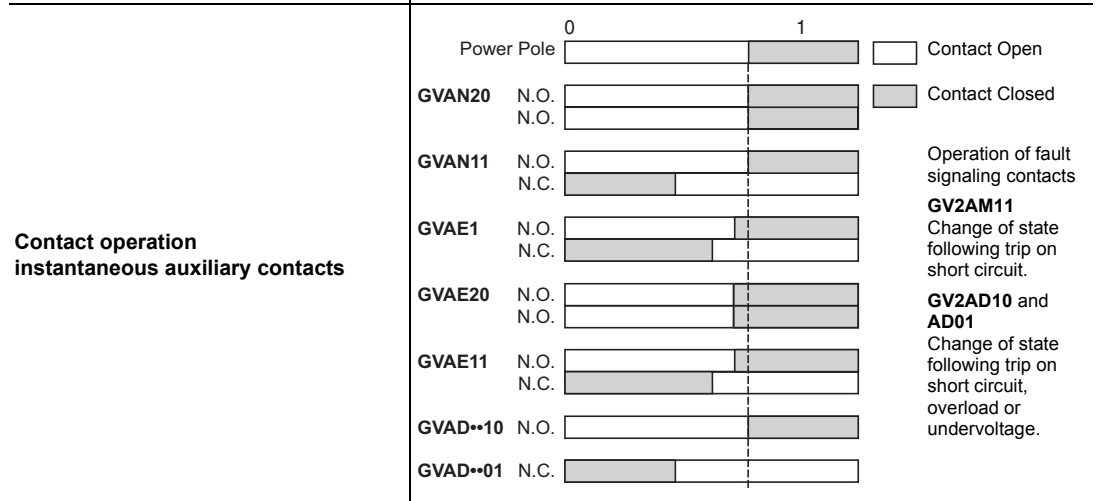 Contact operation
instantaneous auxiliary contacts
0 1
Power Pole
GVAN20 N.O.
N.O.
GVAN11 N.O.
N.C.
GVAE1 N.O.
N.C.
GVAE20 N.O.
N.O.
GVAE11 N.O.
N.C.
GVAD••10 N.O.
GVAD••01 N.C.
Contact Open
Contact Closed
Operation of fault
signaling contacts
GV2AM11
Change of state
following trip on
short circuit.
GV2AD10 and
AD01
Change of state
following trip on
short circuit,
overload or
undervoltage.